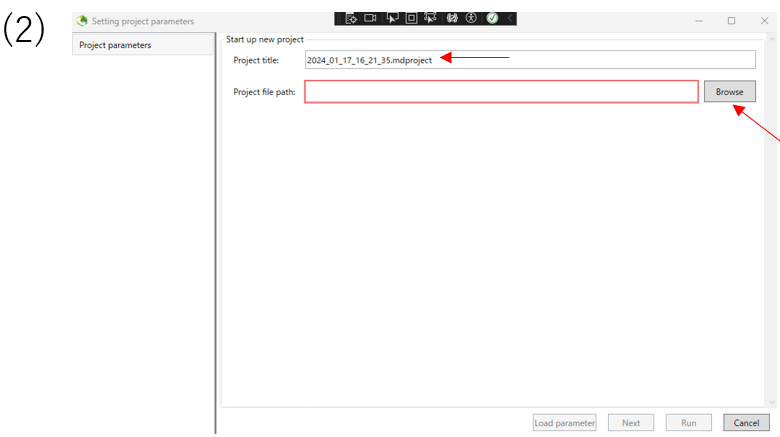 (2)
Setting project parameters
Project parameters
Start up new project
Project title:
2024_01_17_16_21_35.mdproject
Project file path:
Browse
Load parameter
Next
Run
Cancel